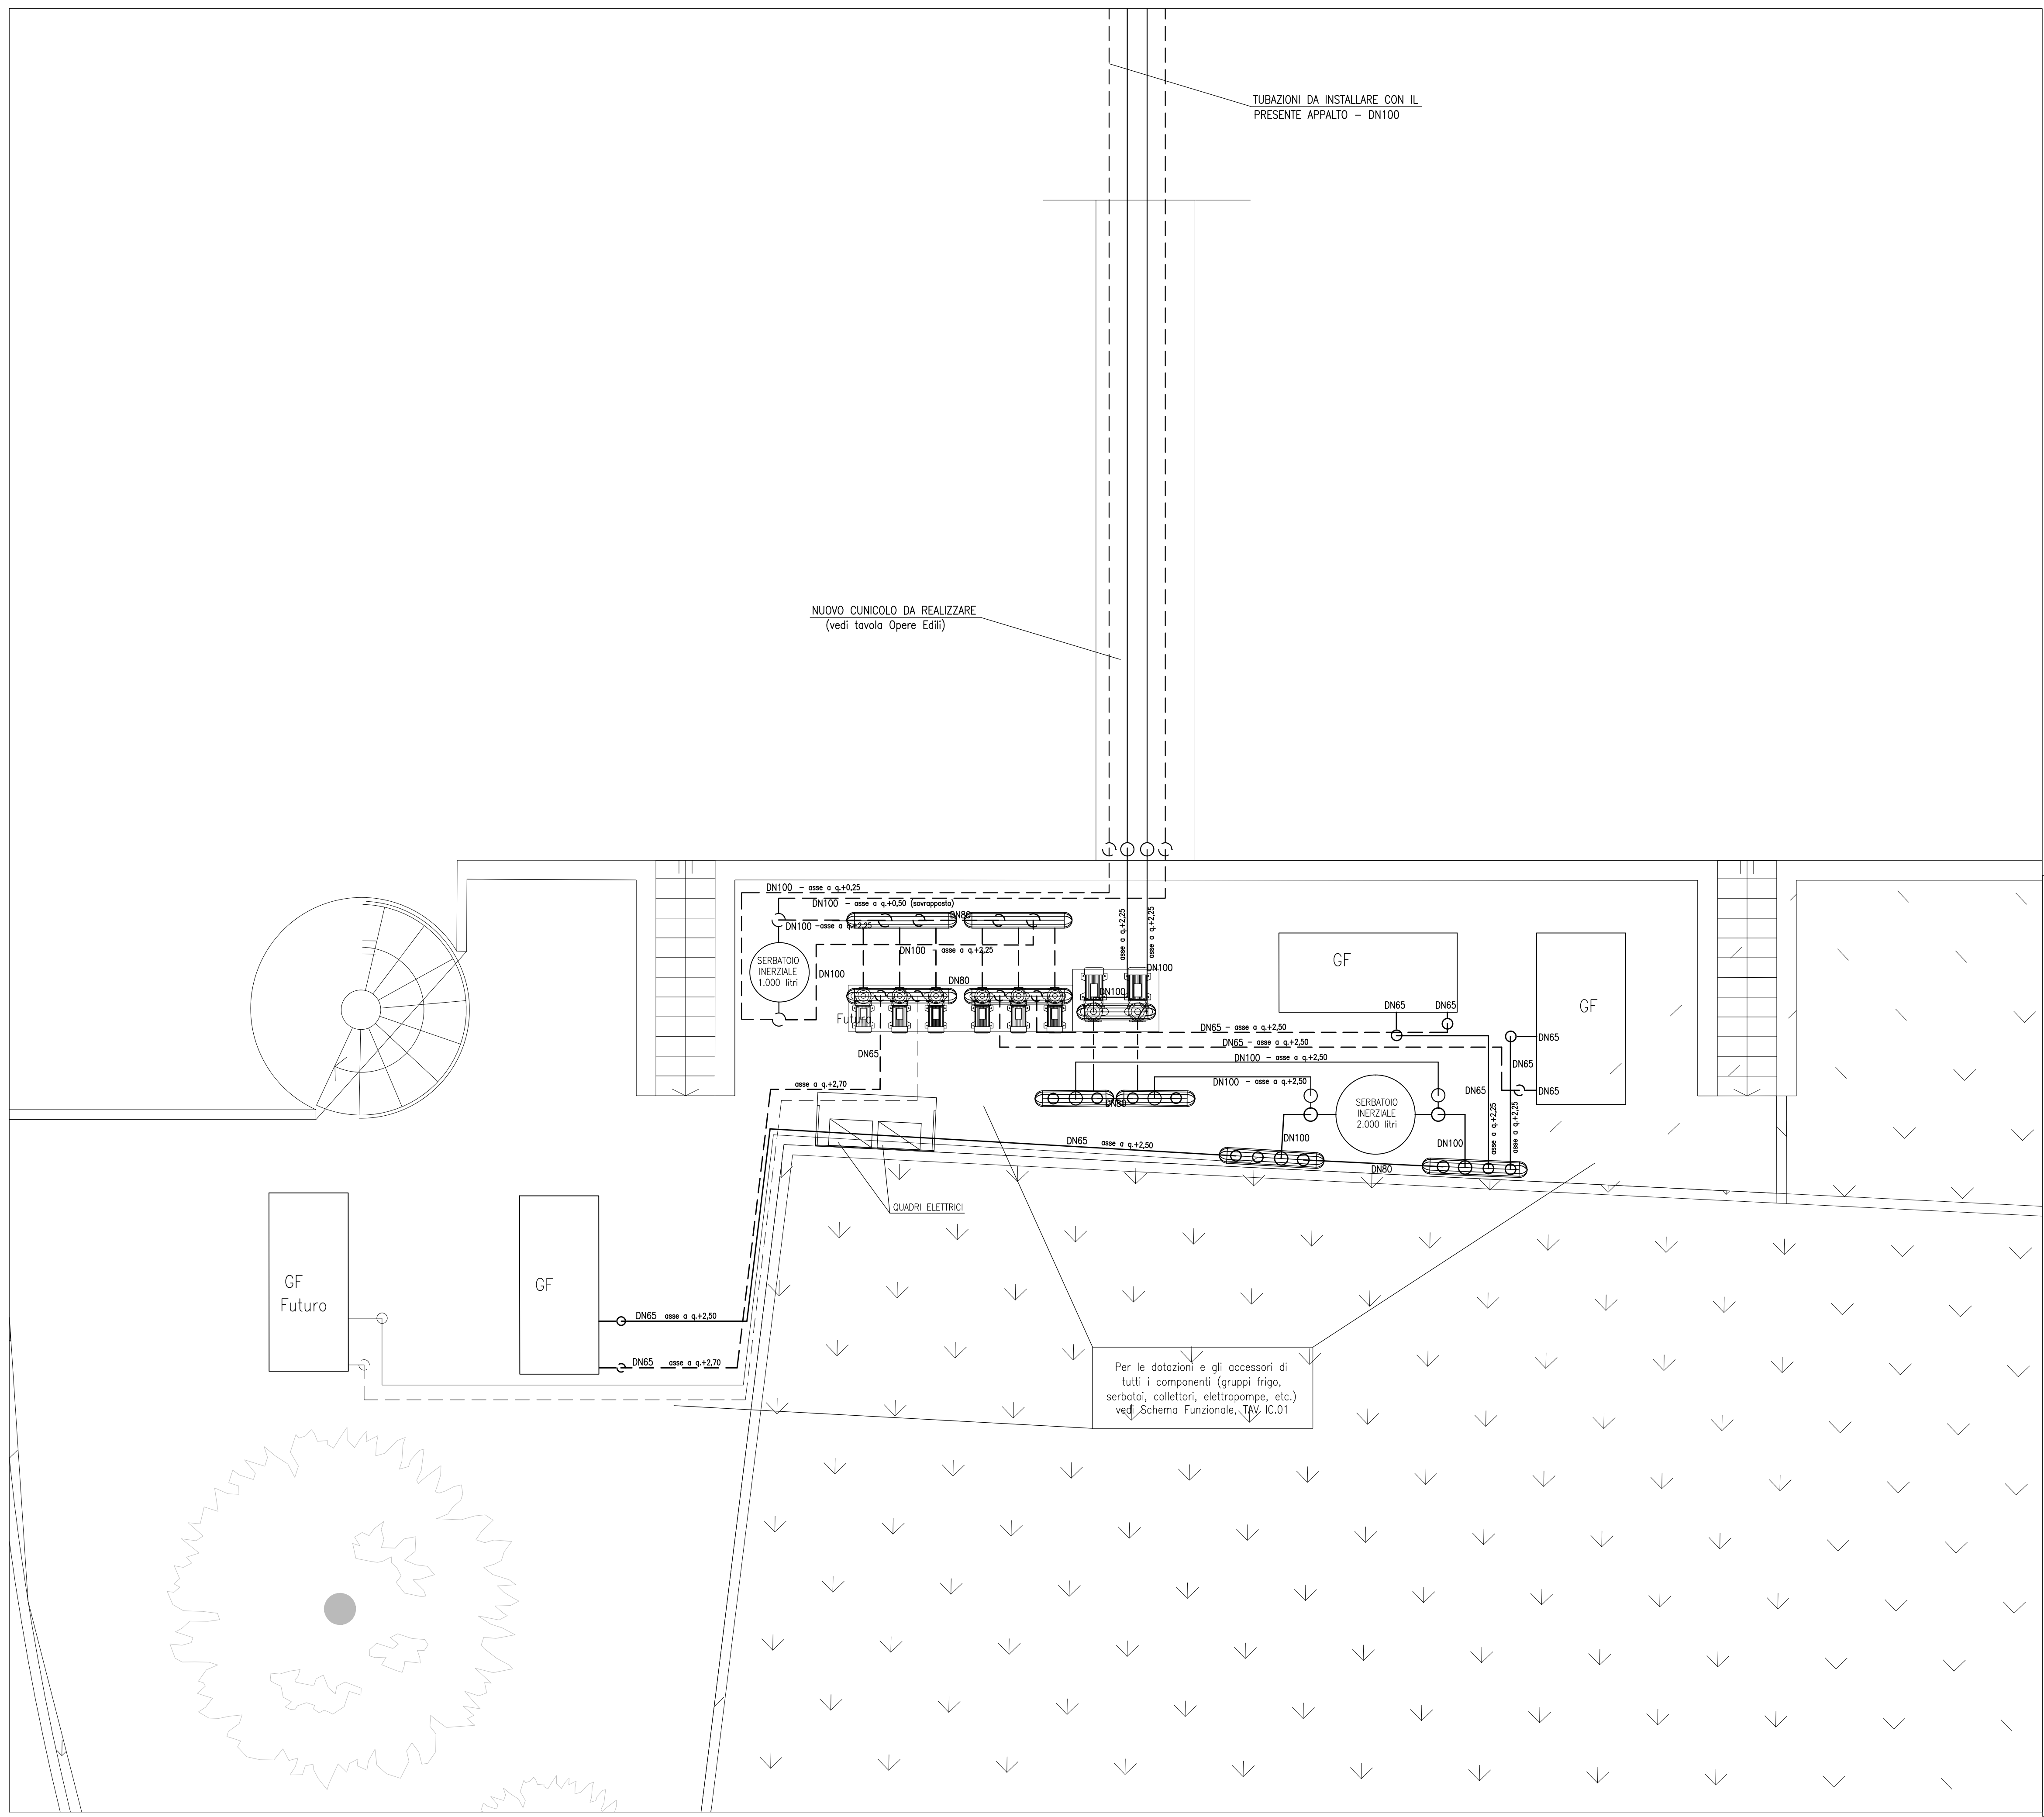 TUBAZIONI DA INSTALLARE CON IL
PRESENTE APPALTO – DN100
NUOVO CUNICOLO DA REALIZZARE
(vedi tavola Opere Edili)
DN100 – asse a q.+0,25
DN100 – asse a q.+0,50 (sovrapposto)
DN80
DN100 –asse a q.+2,25
DN100 – asse a q.+2,25
asse a q.+2,25
asse a q.+2,25
SERBATOIO
INERZIALE
1.000 litri
DN100
DN80
DN100
DN100
Futuro
GF
DN65
DN65
GF
DN65 – asse a q.+2,50
DN65 – asse a q.+2,50
DN65
DN65
DN65
DN65
DN65
DN100 – asse a q.+2,50
DN100 – asse a q.+2,50
asse a q.+2,70
DN80
SERBATOIO
INERZIALE
2.000 litri
asse a q.+2,25
asse a q.+2,25
DN100
DN100
DN65 asse a q.+2,50
DN80
QUADRI ELETTRICI
GF
Futuro
GF
DN65 asse a q.+2,50
DN65 asse a q.+2,70
Per le dotazioni e gli accessori di
tutti i componenti (gruppi frigo,
serbatoi, collettori, elettropompe, etc.)
vedi Schema Funzionale, TAV IC.01